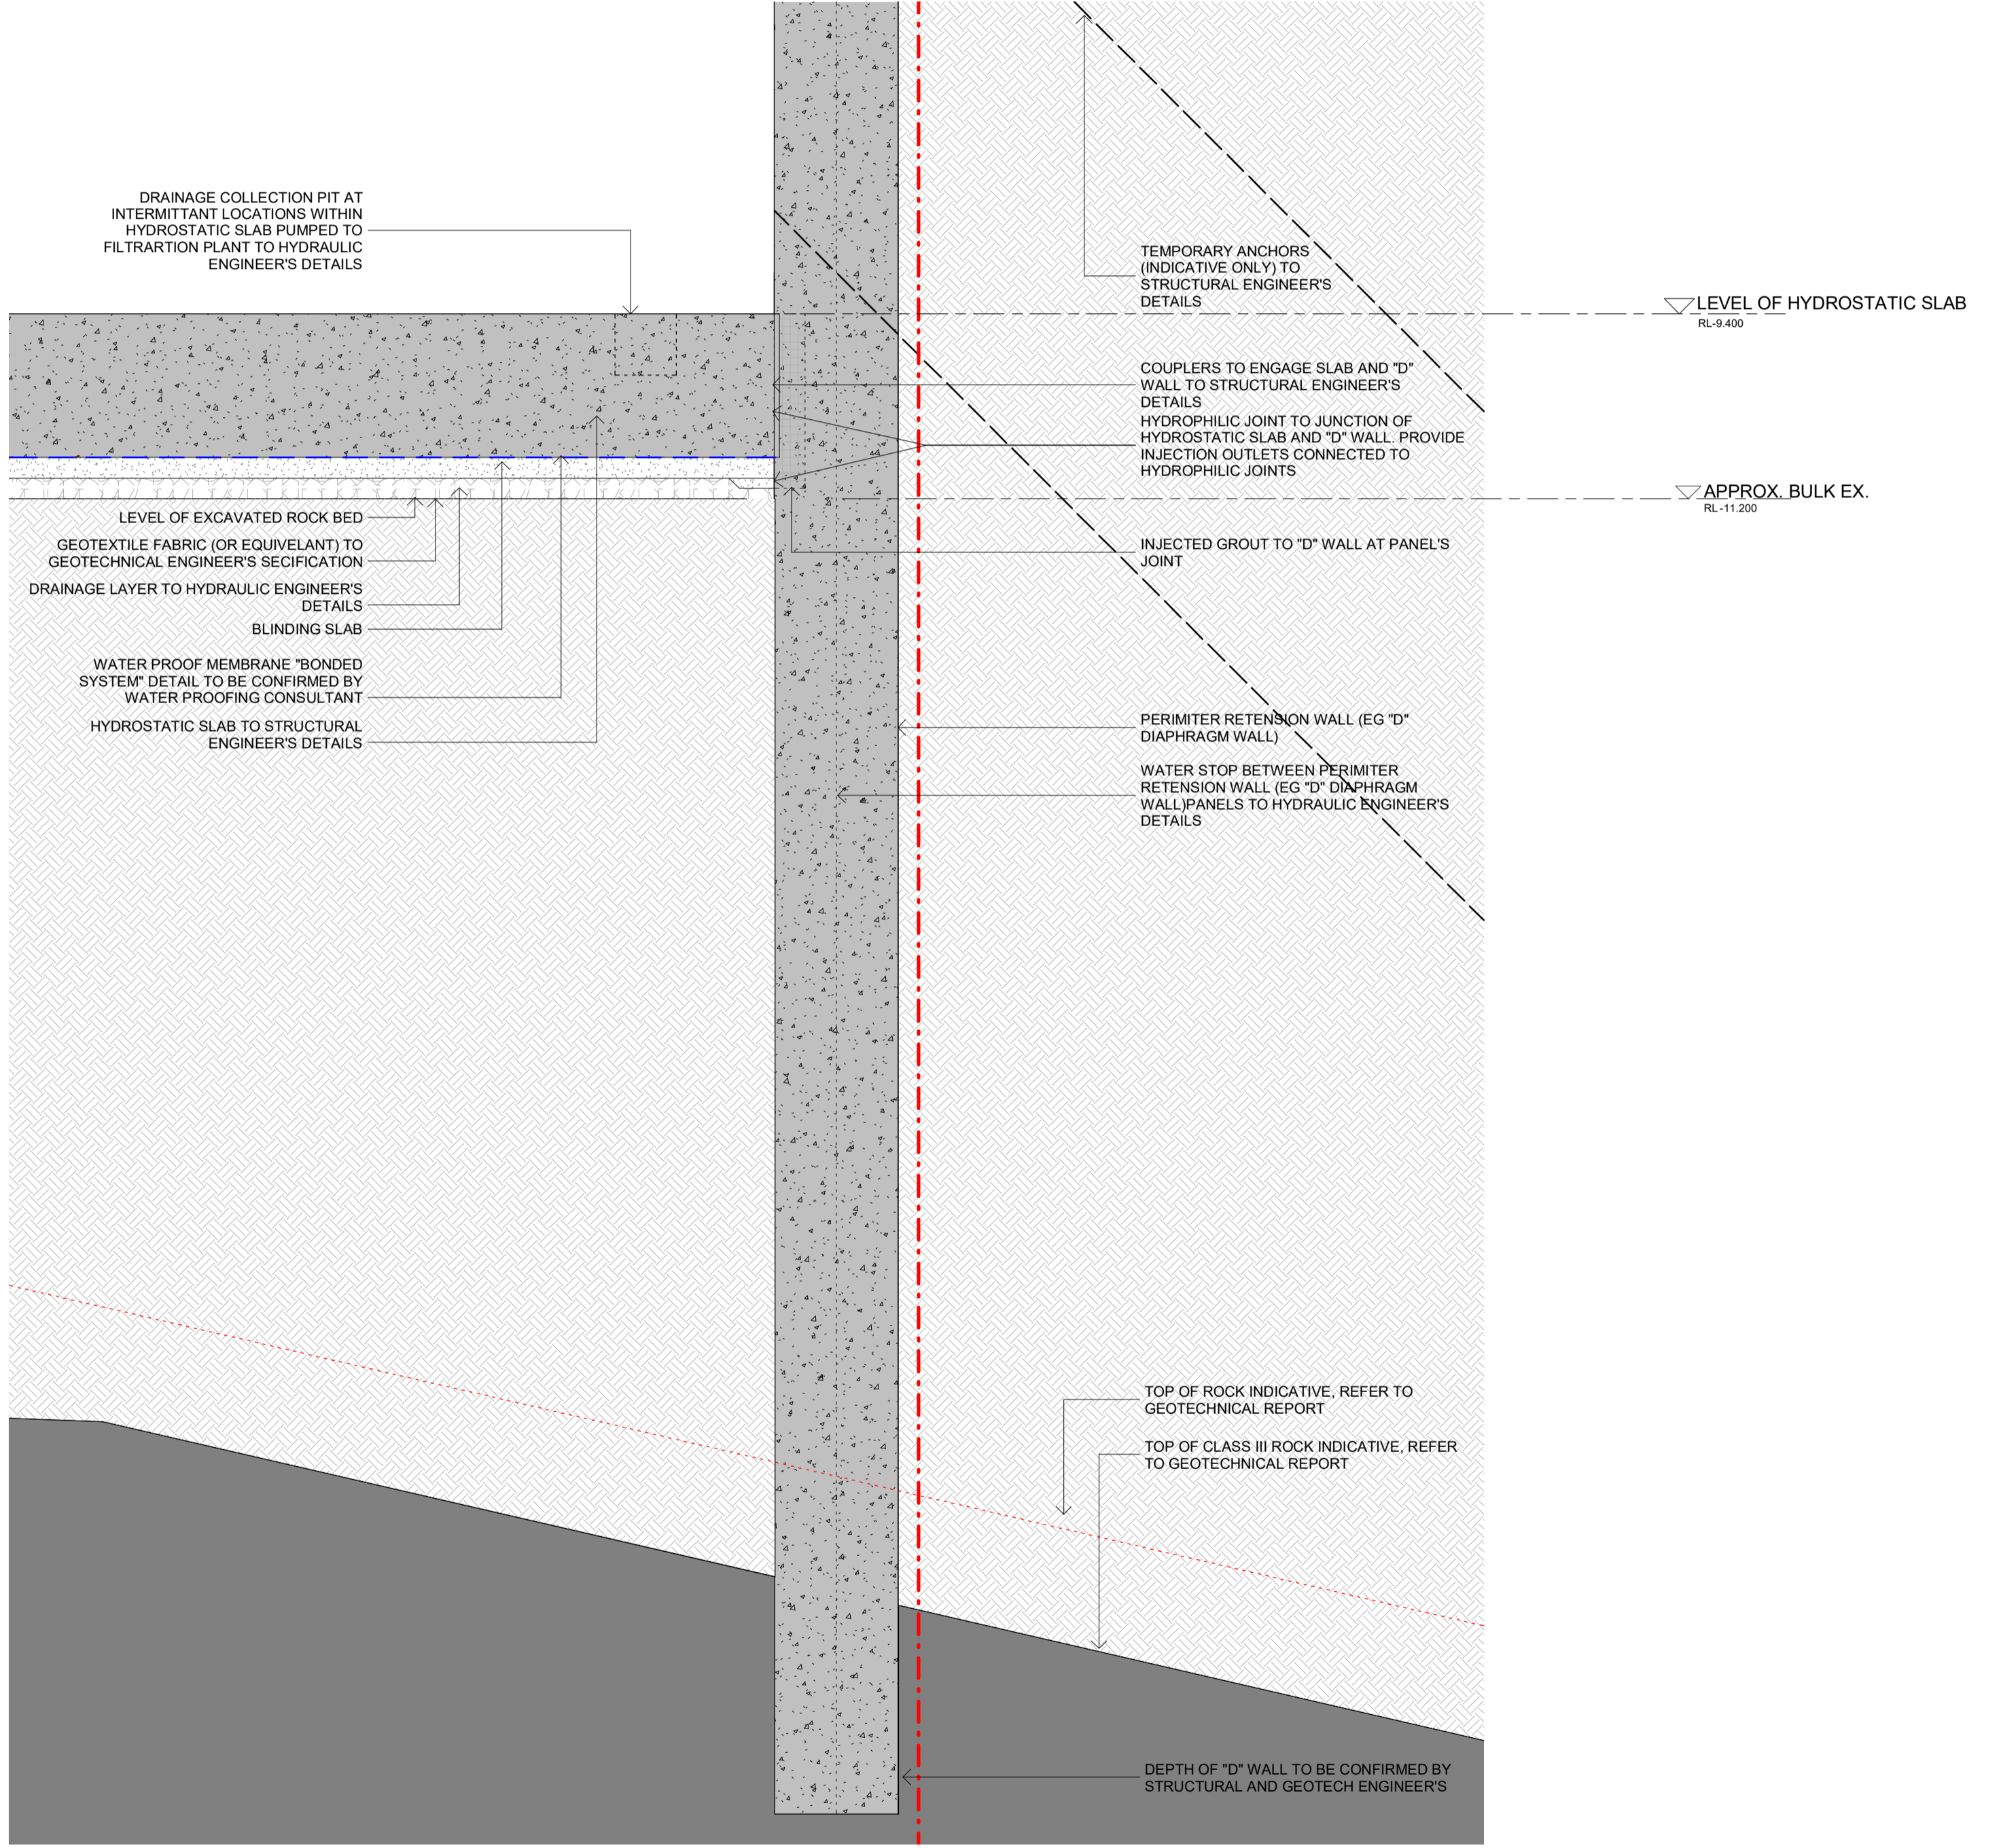 DRAINAGE COLLECTION PIT AT
INTERMITTANT LOCATIONS WITHIN
HYDROSTATIC SLAB PUMPED TO
FILTRARTION PLANT TO HYDRAULIC
ENGINEER'S DETAILS
LEVEL OF EXCAVATED ROCK BED
GEOTEXTILE FABRIC (OR EQUIVELANT) TO
GEOTECHNICAL ENGINEER'S SECIFICATION
DRAINAGE LAYER TO HYDRAULIC ENGINEER'S
DETAILS
BLINDING SLAB
WATER PROOF MEMBRANE "BONDED
SYSTEM" DETAIL TO BE CONFIRMED BY
WATER PROOFING CONSULTANT
HYDROSTATIC SLAB TO STRUCTURAL
ENGINEER'S DETAILS
TEMPORARY ANCHORS
(INDICATIVE ONLY) TO
STRUCTURAL ENGINEER'S
DETAILS
COUPLERS TO ENGAGE SLAB AND "D"
WALL TO STRUCTURAL ENGINEER'S
DETAILS
HYDROPHILIC JOINT TO JUNCTION OF
HYDROSTATIC SLAB AND "D" WALL. PROVIDE
INJECTION OUTLETS CONNECTED TO
HYDROPHILIC JOINTS
INJECTED GROUT TO "D" WALL AT PANEL'S
JOINT
PERIMITER RETENSION WALL (EG "D"
DIAPHRAGM WALL)
WATER STOP BETWEEN PERIMITER
RETENSION WALL (EG "D" DIAPHRAGM
WALL)PANELS TO HYDRAULIC ENGINEER'S
DETAILS
TOP OF ROCK INDICATIVE, REFER TO
GEOTECHNICAL REPORT
TOP OF CLASS III ROCK INDICATIVE, REFER
TO GEOTECHNICAL REPORT
DEPTH OF "D" WALL TO BE CONFIRMED BY
STRUCTURAL AND GEOTECH ENGINEER'S
LEVEL OF HYDROSTATIC SLAB
RL-9.400
APPROX. BULK EX.
RL-11.200